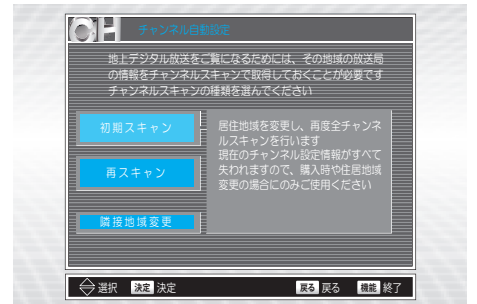 CH チャンネル自動設定
地上デジタル放送をご覧になるためには、その地域の放送局
の情報をチャンネルスキャンで取得しておくことが必要です
チャンネルスキャンの種類を選んでください
初期スキャン
再スキャン
隣接地域変更
居住地域を変更し、再度全チャンネ
ルスキャンを行います
現在のチャンネル設定情報がすべて
失われますので、購入時や住居地域
変更の場合にのみご使用ください
選択 決定 決定 戻る 戻る 機能 終了